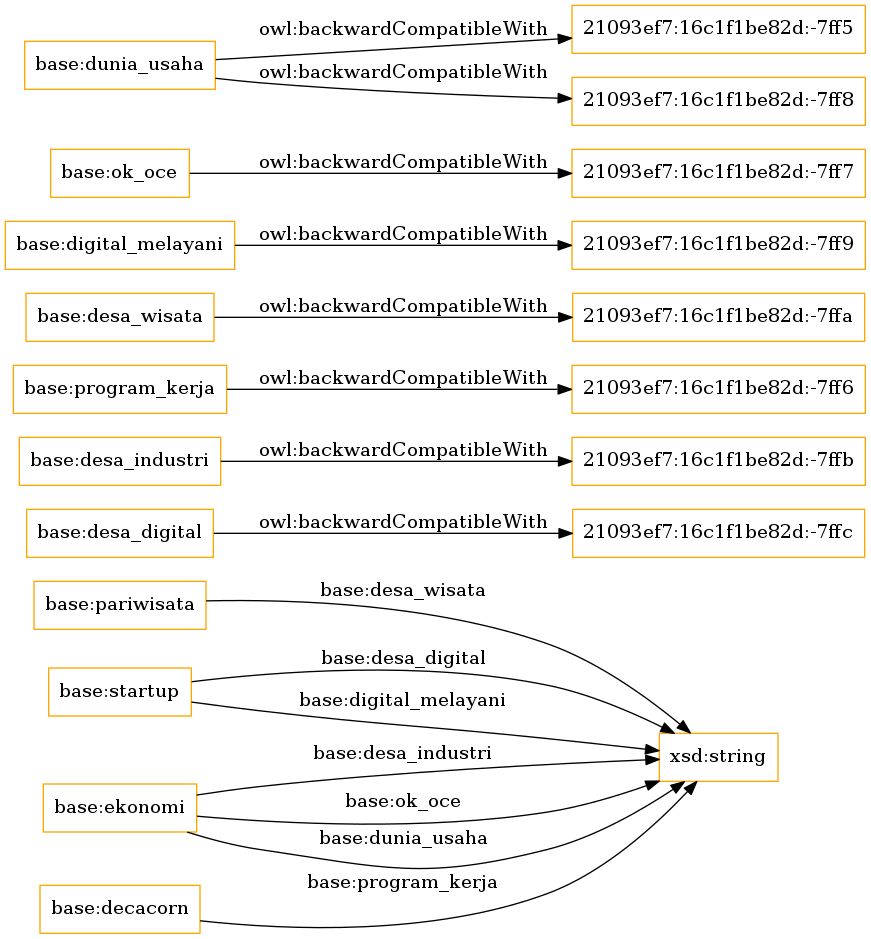 owl:backwardCompatibleWith
21093ef7:16c1f1be82d:-7ff5
base:dunia_usaha
owl:backwardCompatibleWith
21093ef7:16c1f1be82d:-7ff8
base:ok_oce
owl:backwardCompatibleWith
21093ef7:16c1f1be82d:-7ff7
base:digital_melayani
owl:backwardCompatibleWith
21093ef7:16c1f1be82d:-7ff9
base:desa_wisata
owl:backwardCompatibleWith
21093ef7:16c1f1be82d:-7ffa
base:program_kerja
owl:backwardCompatibleWith
21093ef7:16c1f1be82d:-7ff6
base:desa_industri
owl:backwardCompatibleWith
21093ef7:16c1f1be82d:-7ffb
base:desa_digital
owl:backwardCompatibleWith
21093ef7:16c1f1be82d:-7ffc
base:pariwisata
base:desa_wisata
base:startup
base:desa_digital
base:digital_melayani
xsd:string
base:ekonomi
base:desa_industri
base:ok_oce
base:dunia_usaha
base:decacorn
base:program_kerja